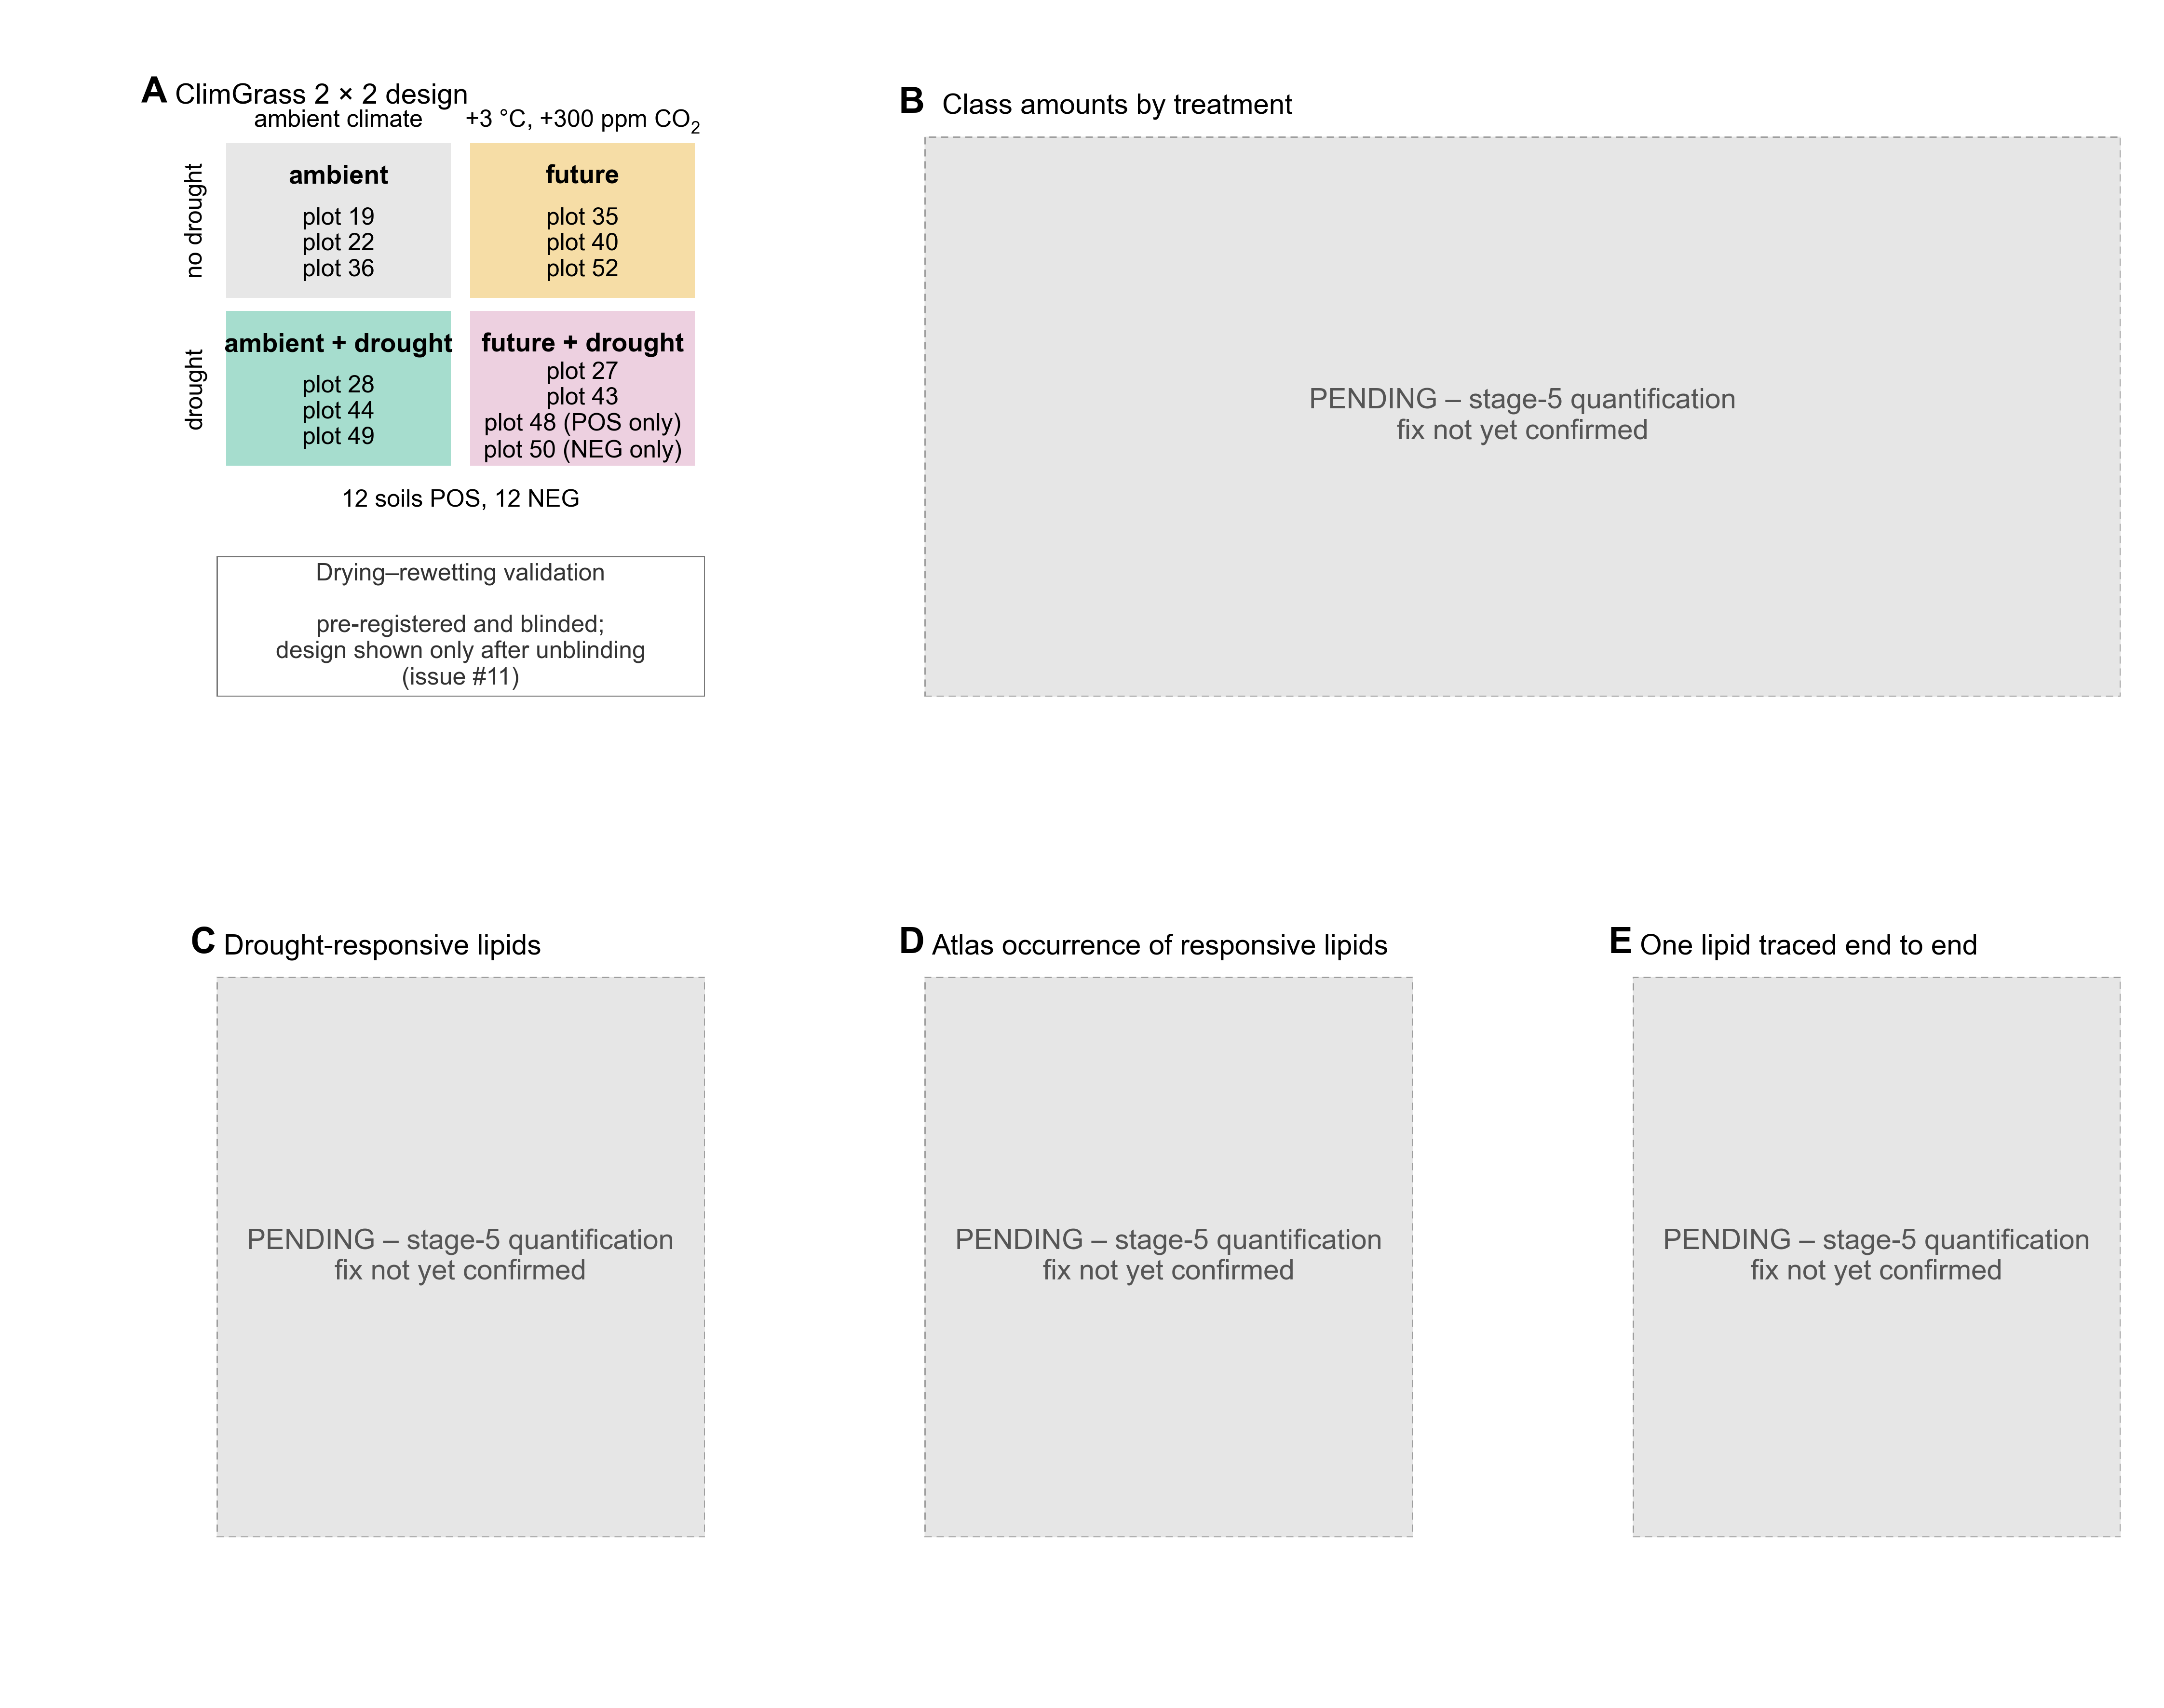 A ClimGrass 2 × 2 design
ambient climate
+3 °C, +300 ppm CO₂
no drought
ambient
plot 19
plot 22
plot 36
future
plot 35
plot 40
plot 52
drought
ambient + drought
plot 28
plot 44
plot 49
future + drought
plot 27
plot 43
plot 48 (POS only)
plot 50 (NEG only)
12 soils POS, 12 NEG
Drying–rewetting validation
pre-registered and blinded;
design shown only after unblinding
(issue #11)
B Class amounts by treatment
PENDING – stage-5 quantification
fix not yet confirmed
C Drought-responsive lipids
PENDING – stage-5 quantification
fix not yet confirmed
D Atlas occurrence of responsive lipids
PENDING – stage-5 quantification
fix not yet confirmed
E One lipid traced end to end
PENDING – stage-5 quantification
fix not yet confirmed